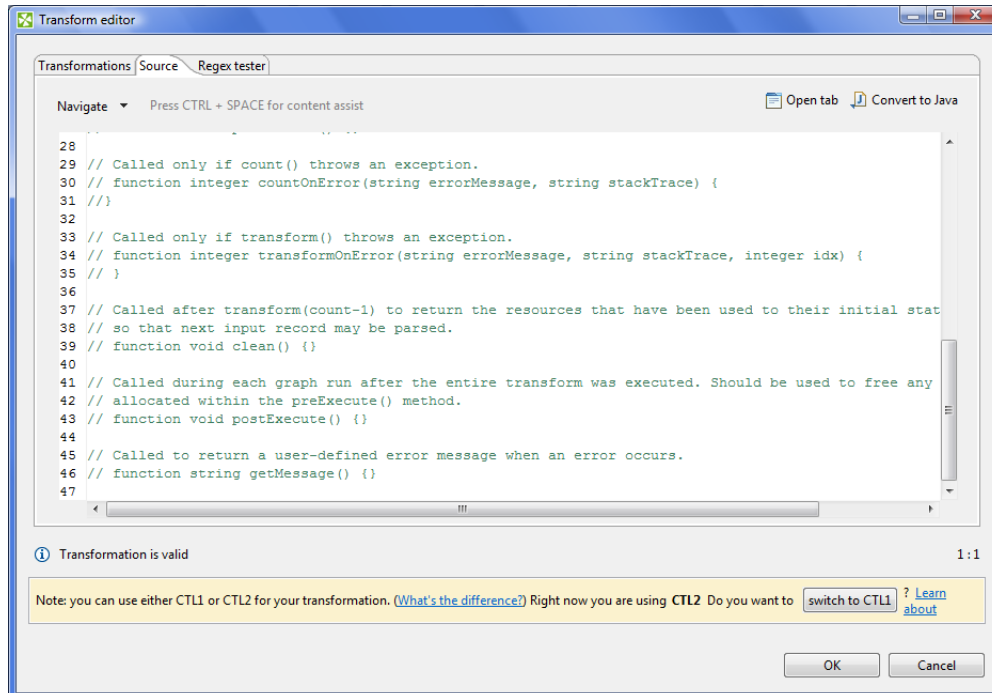 Transform editor
Transformations Source Regex tester
Navigate Press CTRL + SPACE for content assist Open tab Convert to Java
28
29 // Called only if count() throws an exception.
30 // function integer countOnError(string errorMessage, string stackTrace) {
31 //}
32
33 // Called only if transform() throws an exception.
34 // function integer transformOnError(string errorMessage, string stackTrace, integer idx) {
35 // }
36
37 // Called after transform(count-1) to return the resources that have been used to their initial stat
38 // so that next input record may be parsed.
39 // function void clean() {}
40
41 // Called during each graph run after the entire transform was executed. Should be used to free any
42 // allocated within the preExecute() method.
43 // function void postExecute() {}
44
45 // Called to return a user-defined error message when an error occurs.
46 // function string getMessage() {}
47
Transformation is valid 1:1
Note: you can use either CTL1 or CTL2 for your transformation. (What's the difference?) Right now you are using CTL2 Do you want to switch to CTL1 ? Learn
about
OK Cancel